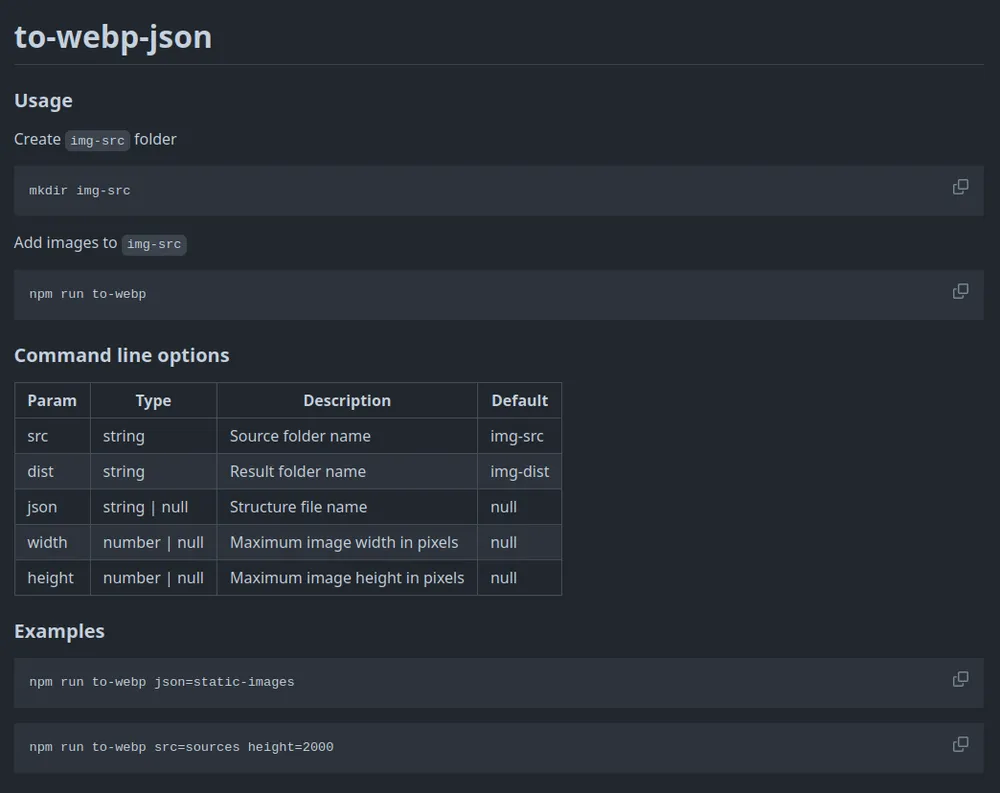 to-webp-json
Usage
Create img-src folder
mkdir img-src
Add images to img-src
npm run to-webp
Command line options
Param Type Description Default
src string Source folder name img-src
dist string Result folder name img-dist
json string | null Structure file name null
width number | null Maximum image width in pixels null
height number | null Maximum image height in pixels null
Examples
npm run to-webp json=static-images
npm run to-webp src=sources height=2000